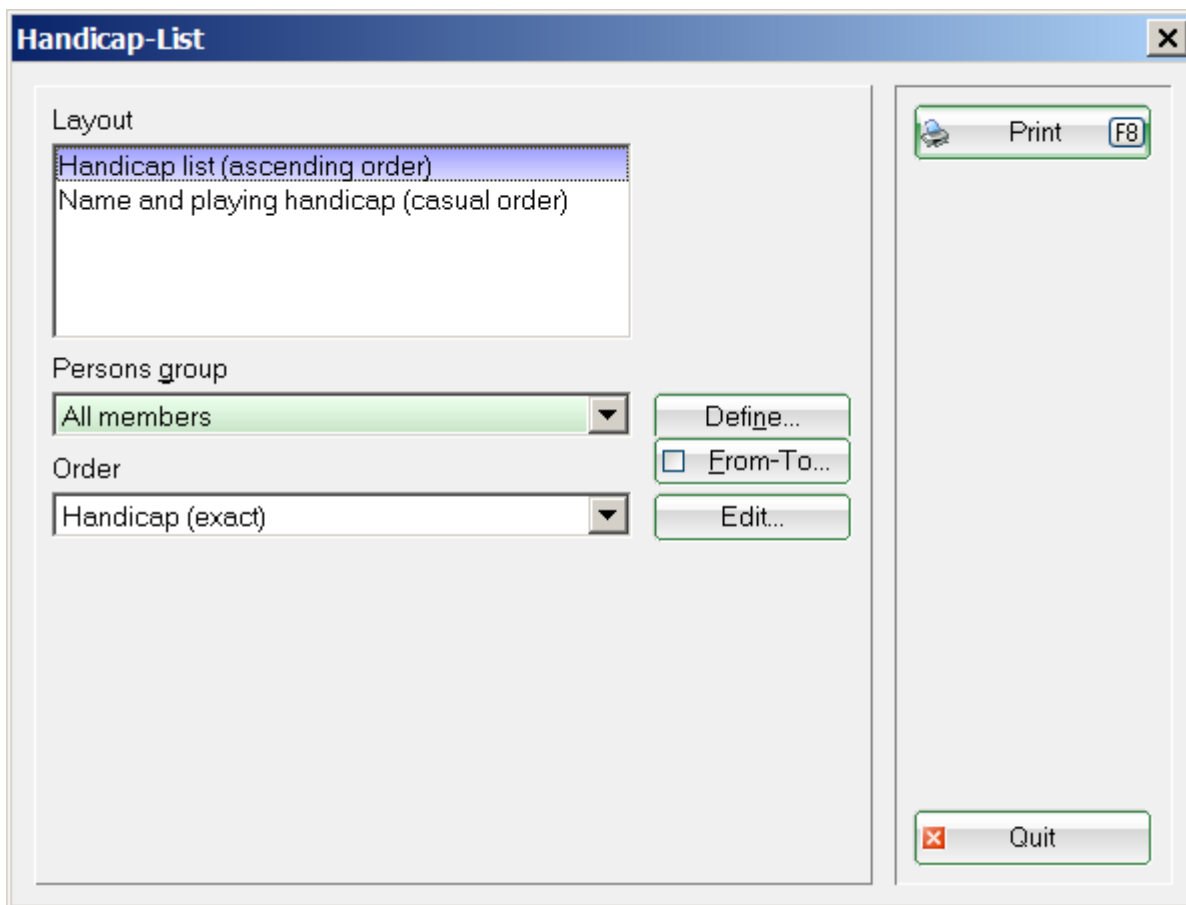 Handicap-List
Layout
Handicap list (ascending order)
Name and playing handicap (casual order)
Persons group
All members
Define...
From-To...
Order
Handicap (exact)
Edit...
Print F8
Quit